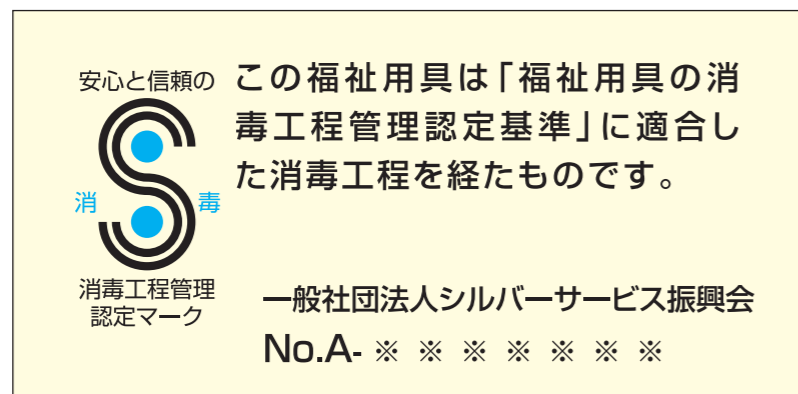 安心と信頼の
消 毒
消毒工程管理
認定マーク
この福祉用具は「福祉用具の消
毒工程管理認定基準」に適合し
た消毒工程を経たものです。
一般社団法人シルバーサービス振興会
No.A- ※ ※ ※ ※ ※ ※ ※